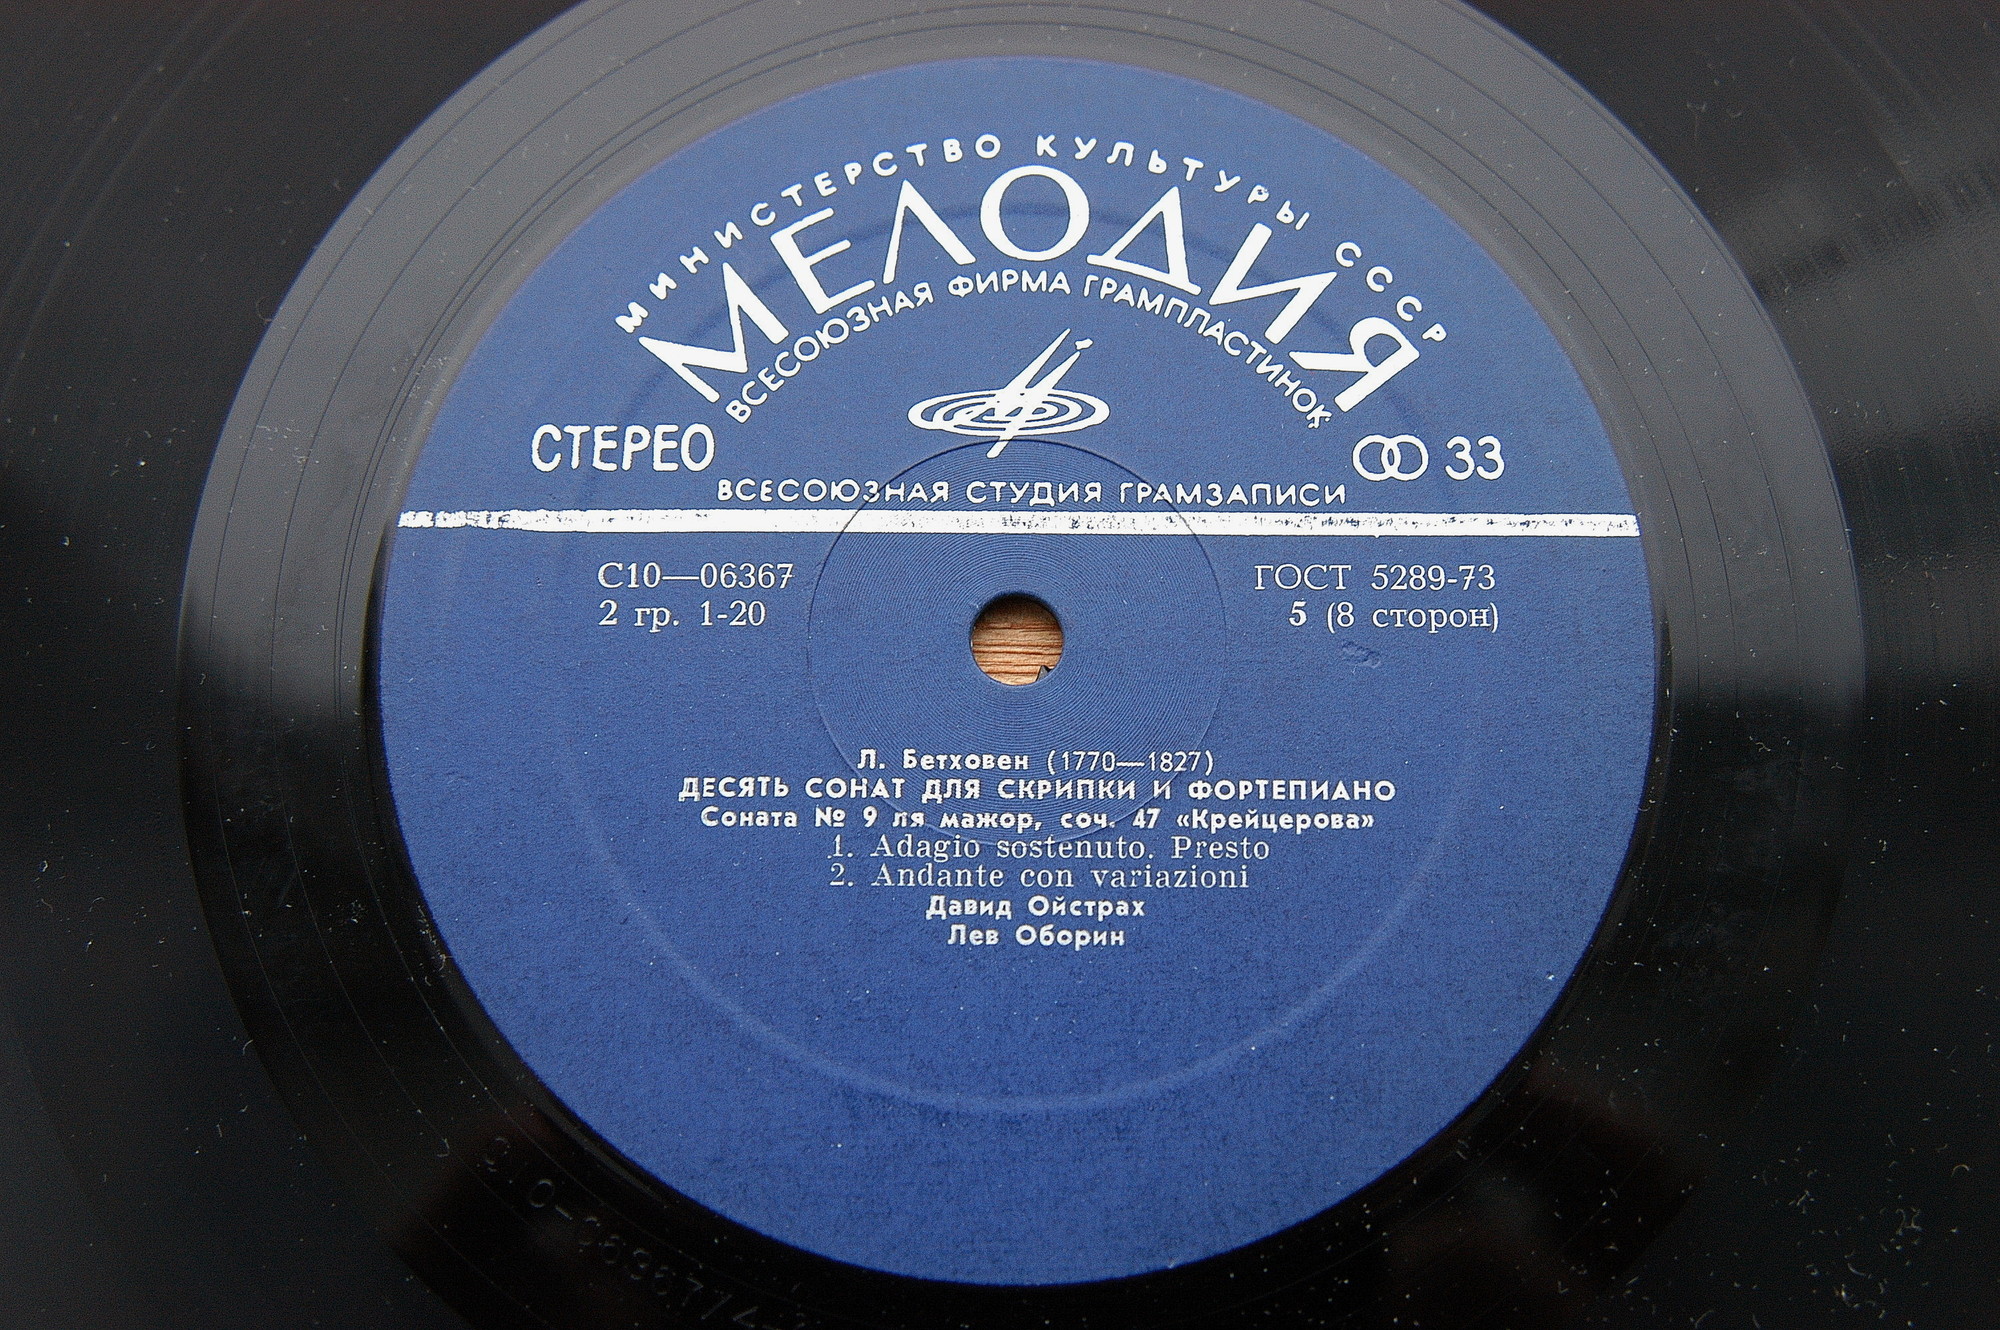 МИНИСТЕРСТВО КУЛЬТУРЫ СССР
МЕЛОДИЯ
ВСЕСОЮЗНАЯ ФИРМА ГРАМПЛАСТИНОК
СТЕРЕО
33
ВСЕСОЮЗНАЯ СТУДИЯ ГРАМЗАПИСИ
С10—06367
ГОСТ 5289-73
2 гр. 1-20
5 (8 сторон)
Л. Бетховен (1770—1827)
ДЕСЯТЬ СОНАТ ДЛЯ СКРИПКИ И ФОРТЕПИАНО
Соната № 9 ля мажор, соч. 47 «Крейцерова»
1. Adagio sostenuto. Presto
2. Andante con variazioni
Давид Ойстрах
Лев Оборин